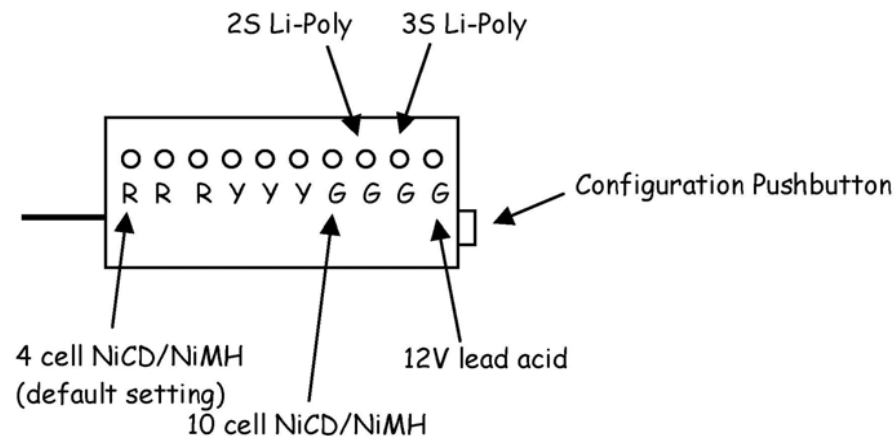 2S Li-Poly 3S Li-Poly
R R R Y Y Y G G G G
Configuration Pushbutton
4 cell NiCD/NiMH
(default setting)
12V lead acid
10 cell NiCD/NiMH